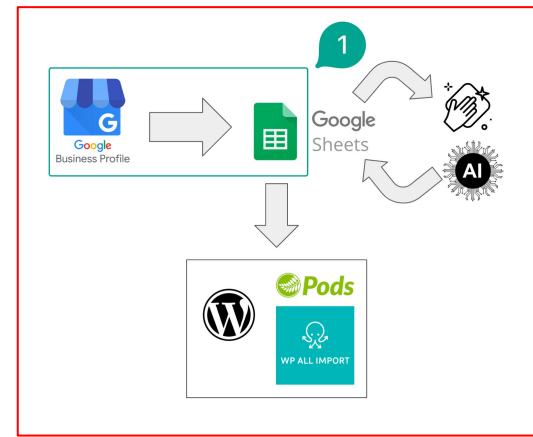 1
G
Google
Business Profile
Google
Sheets
AI
Pods
WP ALL IMPORT